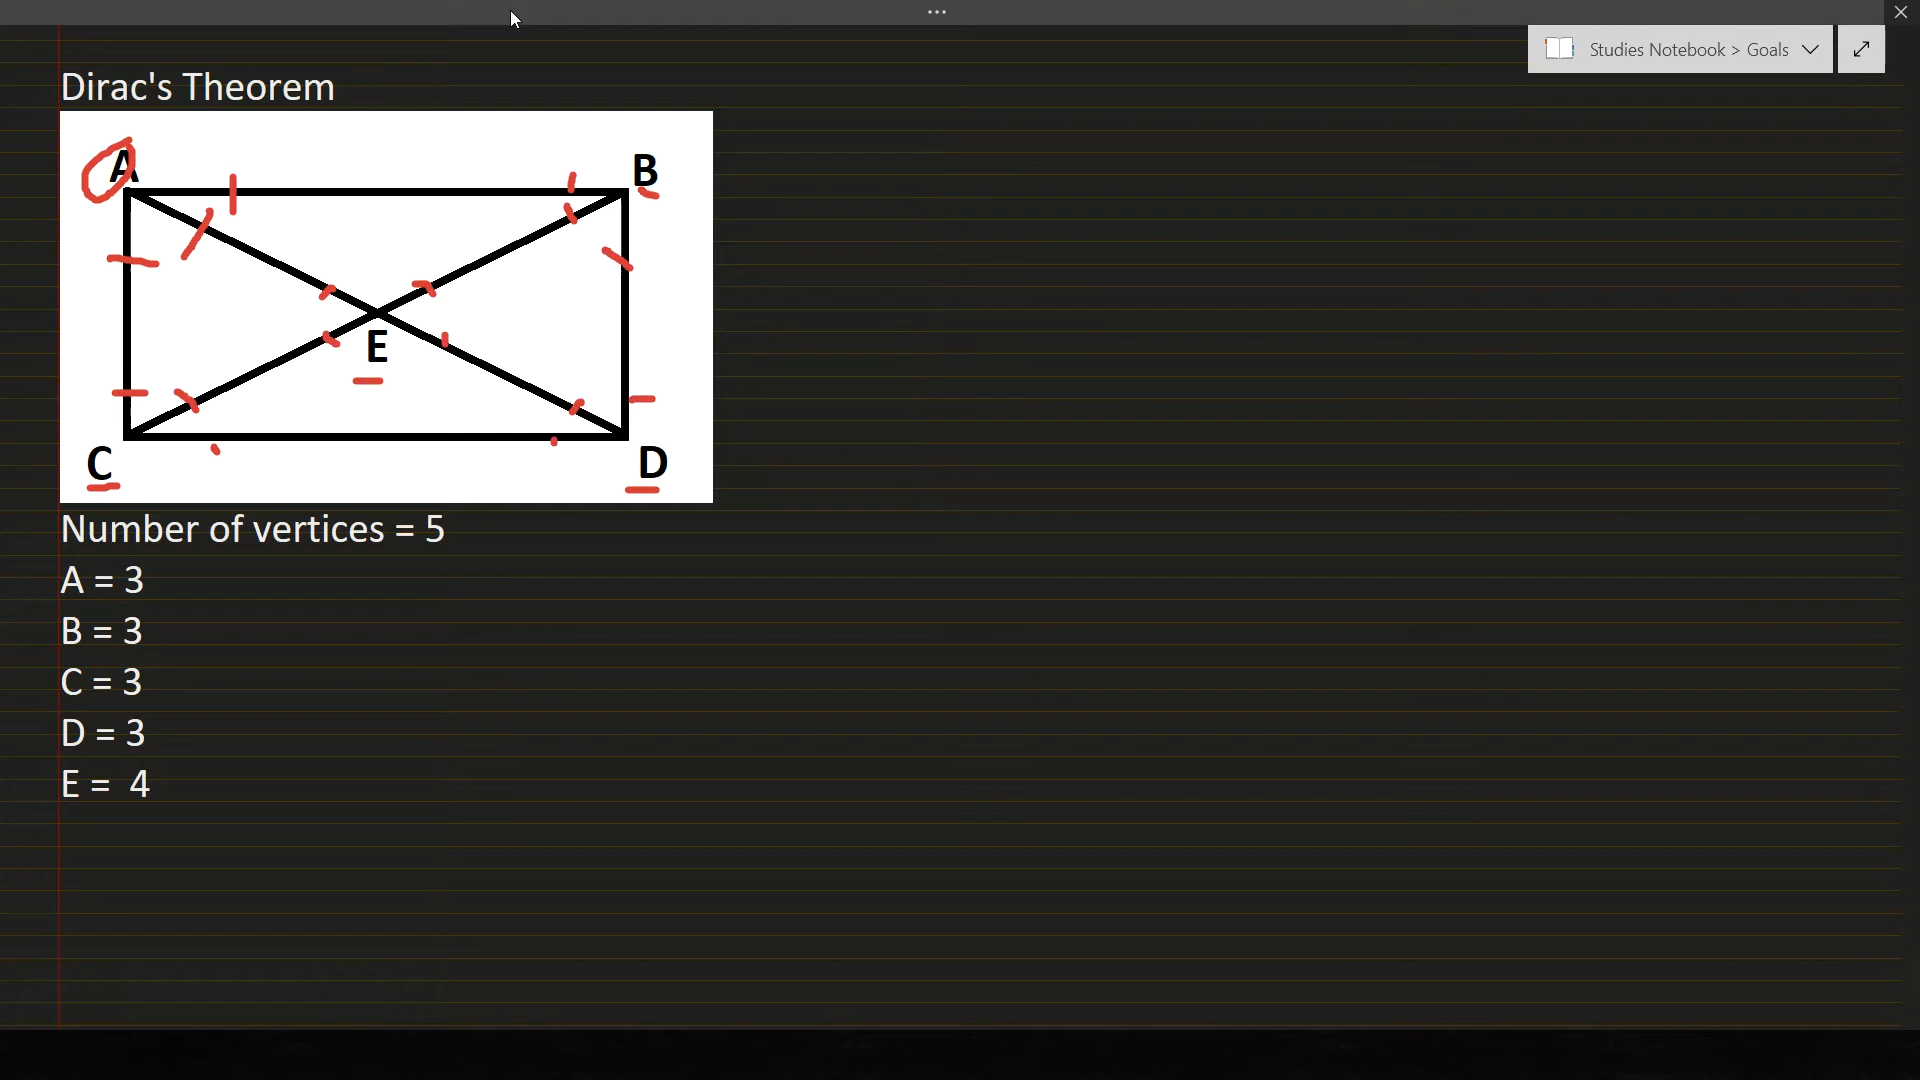 Studies Notebook > Goals
Dirac's Theorem
A
B
E
C
D
Number of vertices = 5
A = 3
B = 3
C = 3
D = 3
E =  4